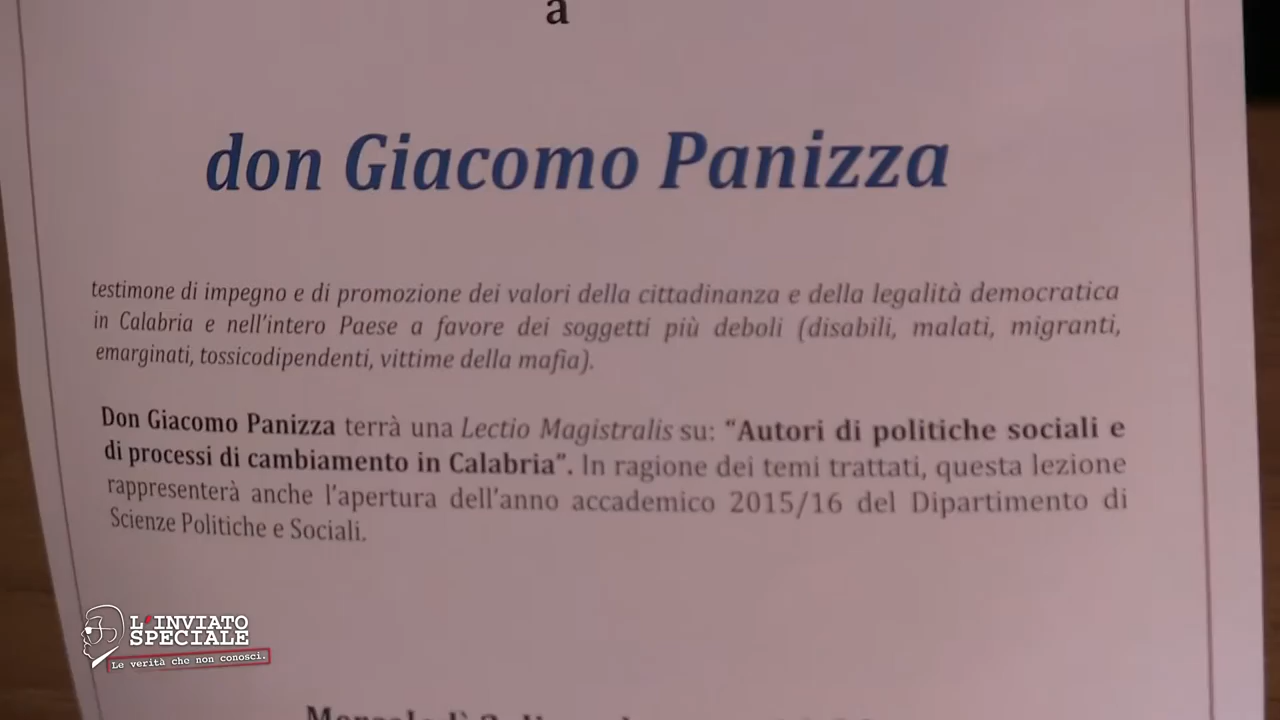 a
don Giacomo Panizza
testimone di impegno e di promozione dei valori della cittadinanza e della legalità democratica
in Calabria e nell'intero Paese a favore dei soggetti più deboli (disabili, malati, migranti,
emarginati, tossicodipendenti, vittime della mafia).
Don Giacomo Panizza terrà una Lectio Magistralis su: "Autori di politiche sociali e
di processi di cambiamento in Calabria". In ragione dei temi trattati, questa lezione
rappresenterà anche l'apertura dell'anno accademico 2015/16 del Dipartimento di
Scienze Politiche e Sociali.
L'INVIATO
SPECIALE
Le verità che non conosci.